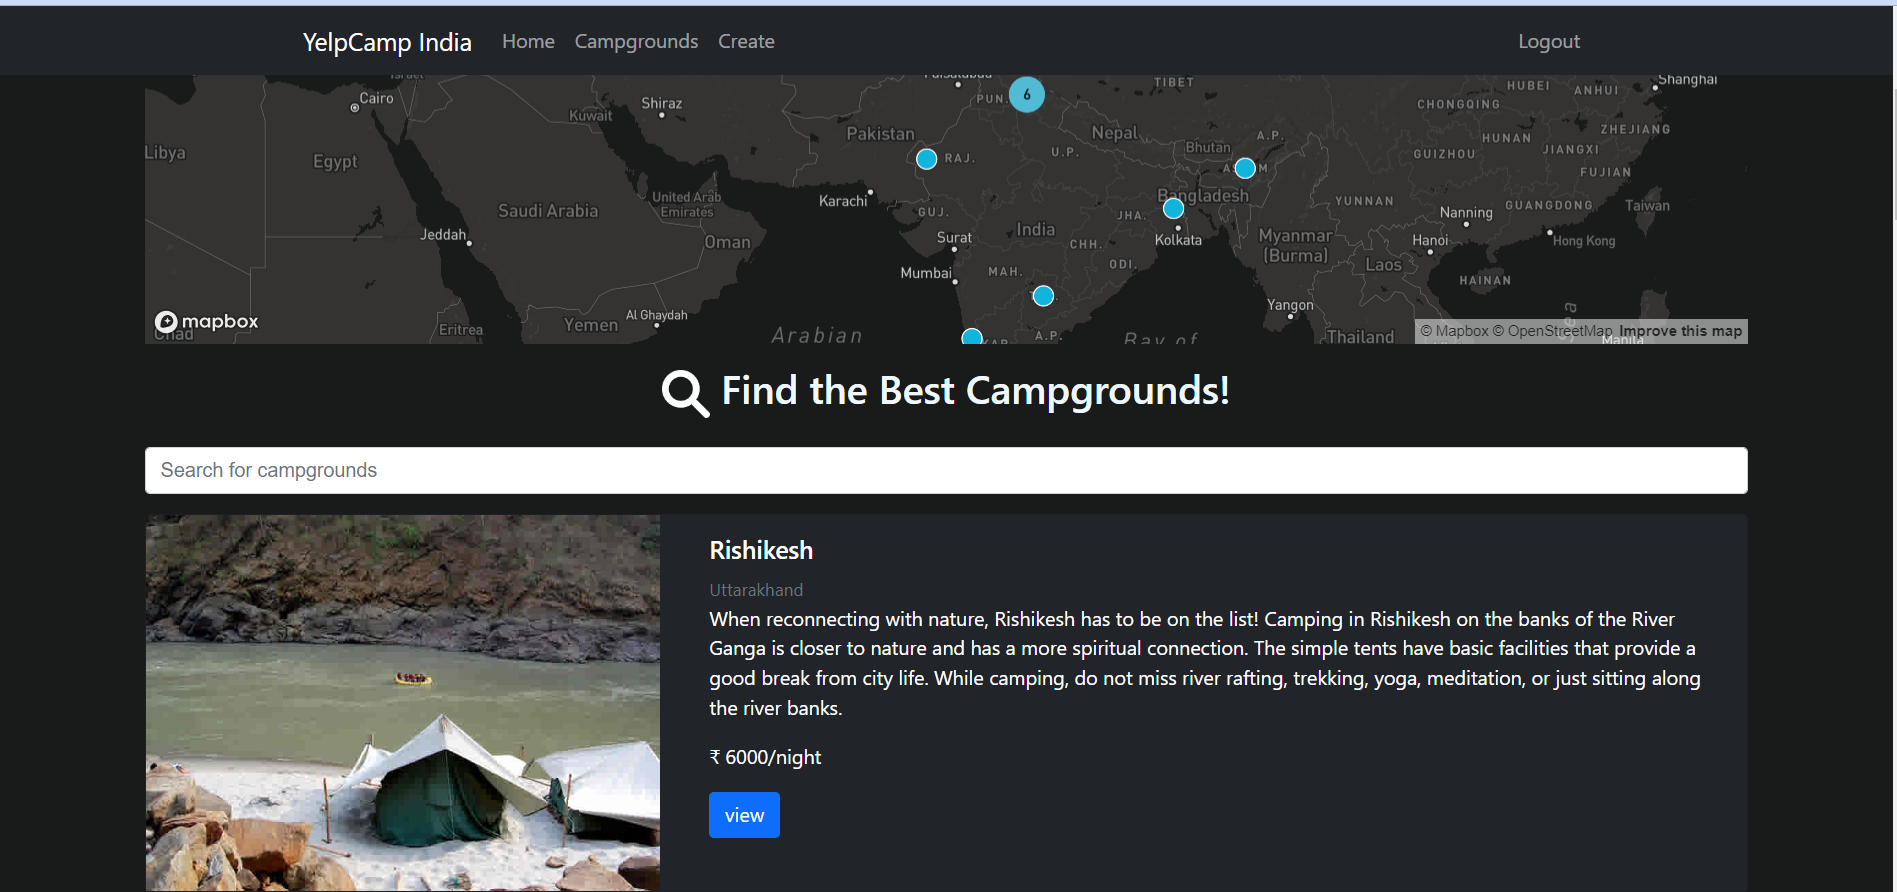 YelpCamp India Home Campgrounds Create Logout
Shanghai
Cairo
Shiraz
TIBET
HUBEI
ANHUI
CHONGQING
PUN.
6
Kuwait
Pakistan
Nepal
A.P.
HUNAN
ZHEJIANG
Libya
Egypt
RAJ.
U.P.
Bhutan
GUIZHOU
JIANGXI
FUJIAN
Karachi
United Arab
Emirates
Bangladesh
YUNNAN
GUANGDONG
Taiwan
Saudi Arabia
GUJ.
JHA.
Nanning
Jeddah
Oman
Surat
India
CHH.
Kolkata
Myanmar
(Burma)
Hanoi
Hong Kong
Mumbai
MAH.
ODI.
Laos
HAINAN
Yangon
mapbox
Chad
Eritrea
Yemen
Al Ghaydah
Arabian
A.P.
Bay of
Thailand
Manila
© Mapbox © OpenStreetMap Improve this map
Find the Best Campgrounds!
Search for campgrounds
Rishikesh
Uttarakhand
When reconnecting with nature, Rishikesh has to be on the list! Camping in Rishikesh on the banks of the River
Ganga is closer to nature and has a more spiritual connection. The simple tents have basic facilities that provide a
good break from city life. While camping, do not miss river rafting, trekking, yoga, meditation, or just sitting along
the river banks.
₹ 6000/night
view